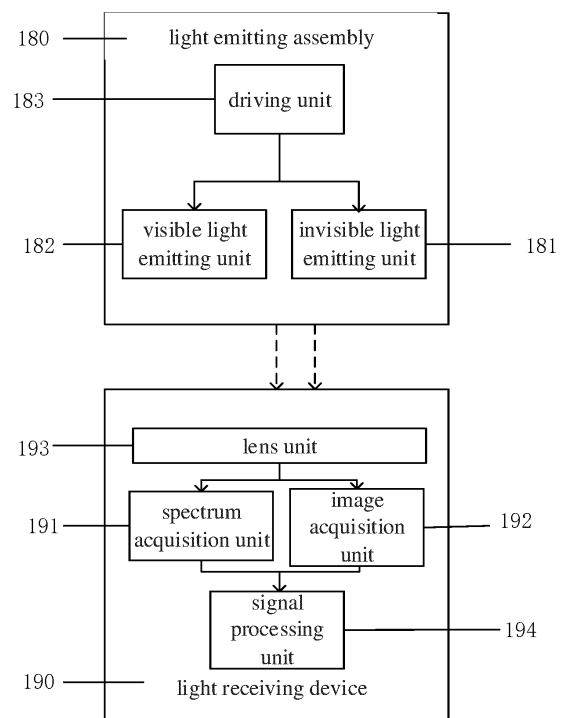 180
light emitting assembly
183
driving unit
182
visible light
emitting unit
invisible light
emitting unit
181
193
lens unit
191
spectrum
acquisition unit
image
acquisition
unit
192
signal
processing
unit
194
190
light receiving device